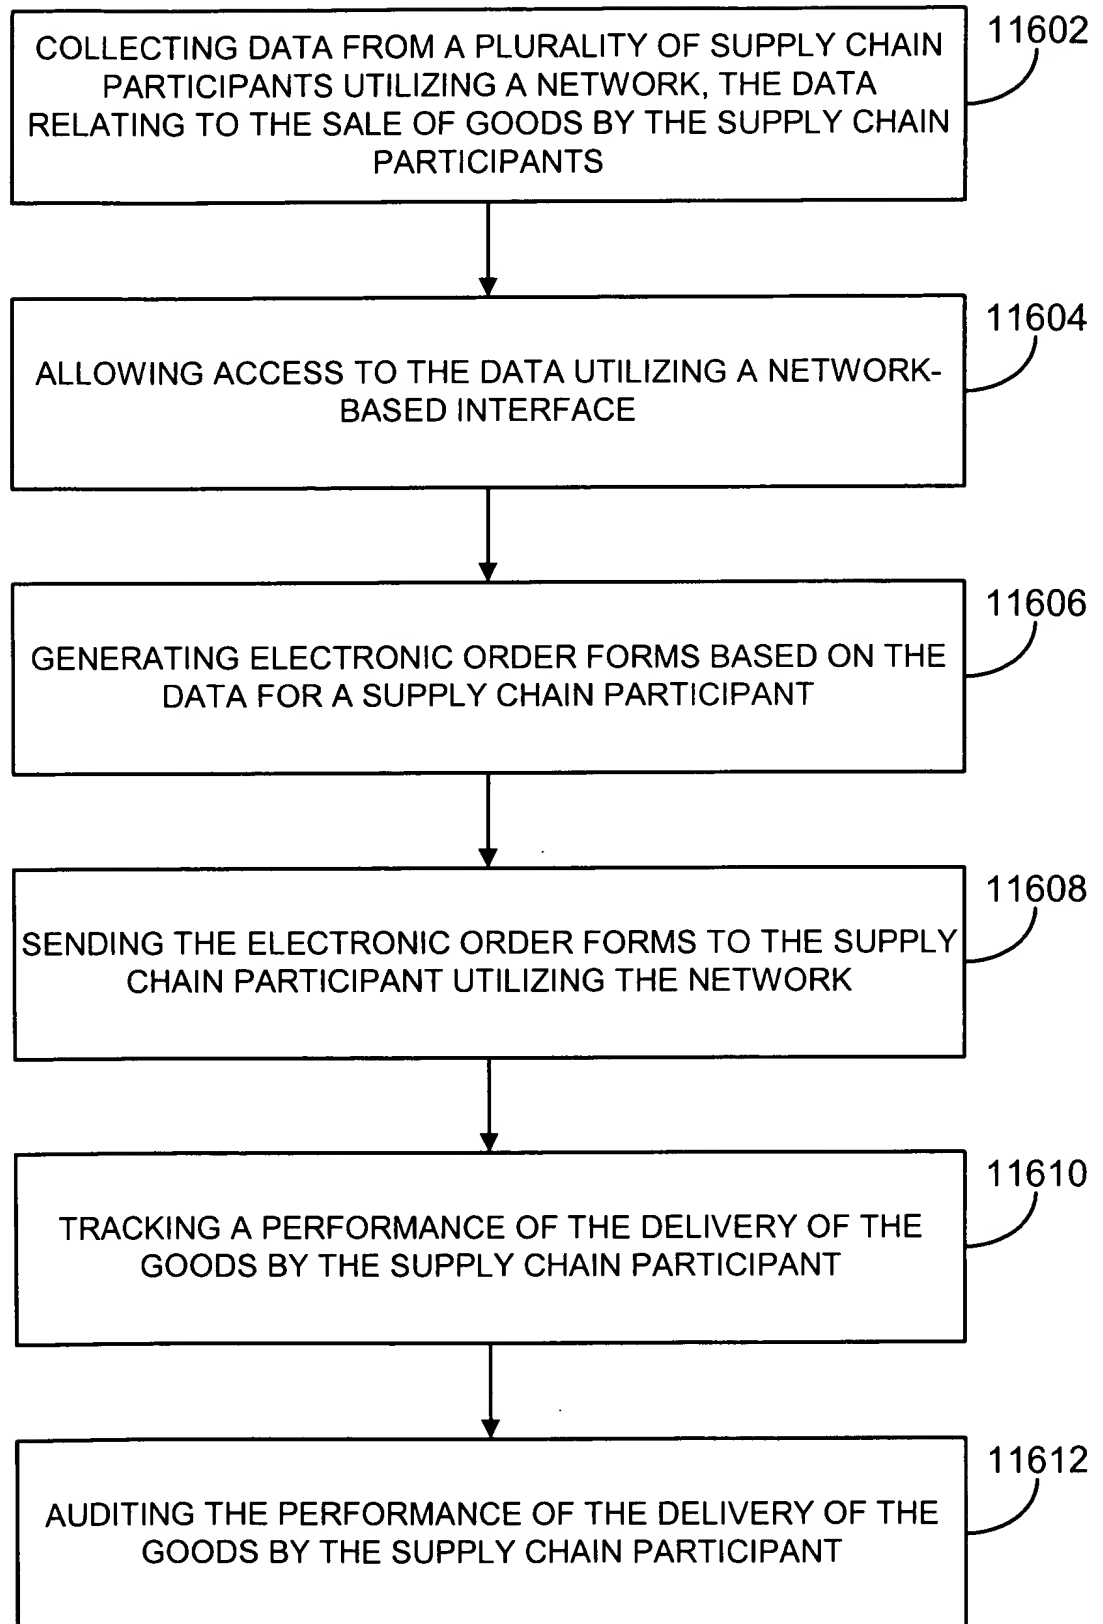 11602
COLLECTING DATA FROM A PLURALITY OF SUPPLY CHAIN
PARTICIPANTS UTILIZING A NETWORK, THE DATA
RELATING TO THE SALE OF GOODS BY THE SUPPLY CHAIN
PARTICIPANTS
11604
ALLOWING ACCESS TO THE DATA UTILIZING A NETWORK-
BASED INTERFACE
11606
GENERATING ELECTRONIC ORDER FORMS BASED ON THE
DATA FOR A SUPPLY CHAIN PARTICIPANT
11608
SENDING THE ELECTRONIC ORDER FORMS TO THE SUPPLY
CHAIN PARTICIPANT UTILIZING THE NETWORK
11610
TRACKING A PERFORMANCE OF THE DELIVERY OF THE
GOODS BY THE SUPPLY CHAIN PARTICIPANT
11612
AUDITING THE PERFORMANCE OF THE DELIVERY OF THE
GOODS BY THE SUPPLY CHAIN PARTICIPANT